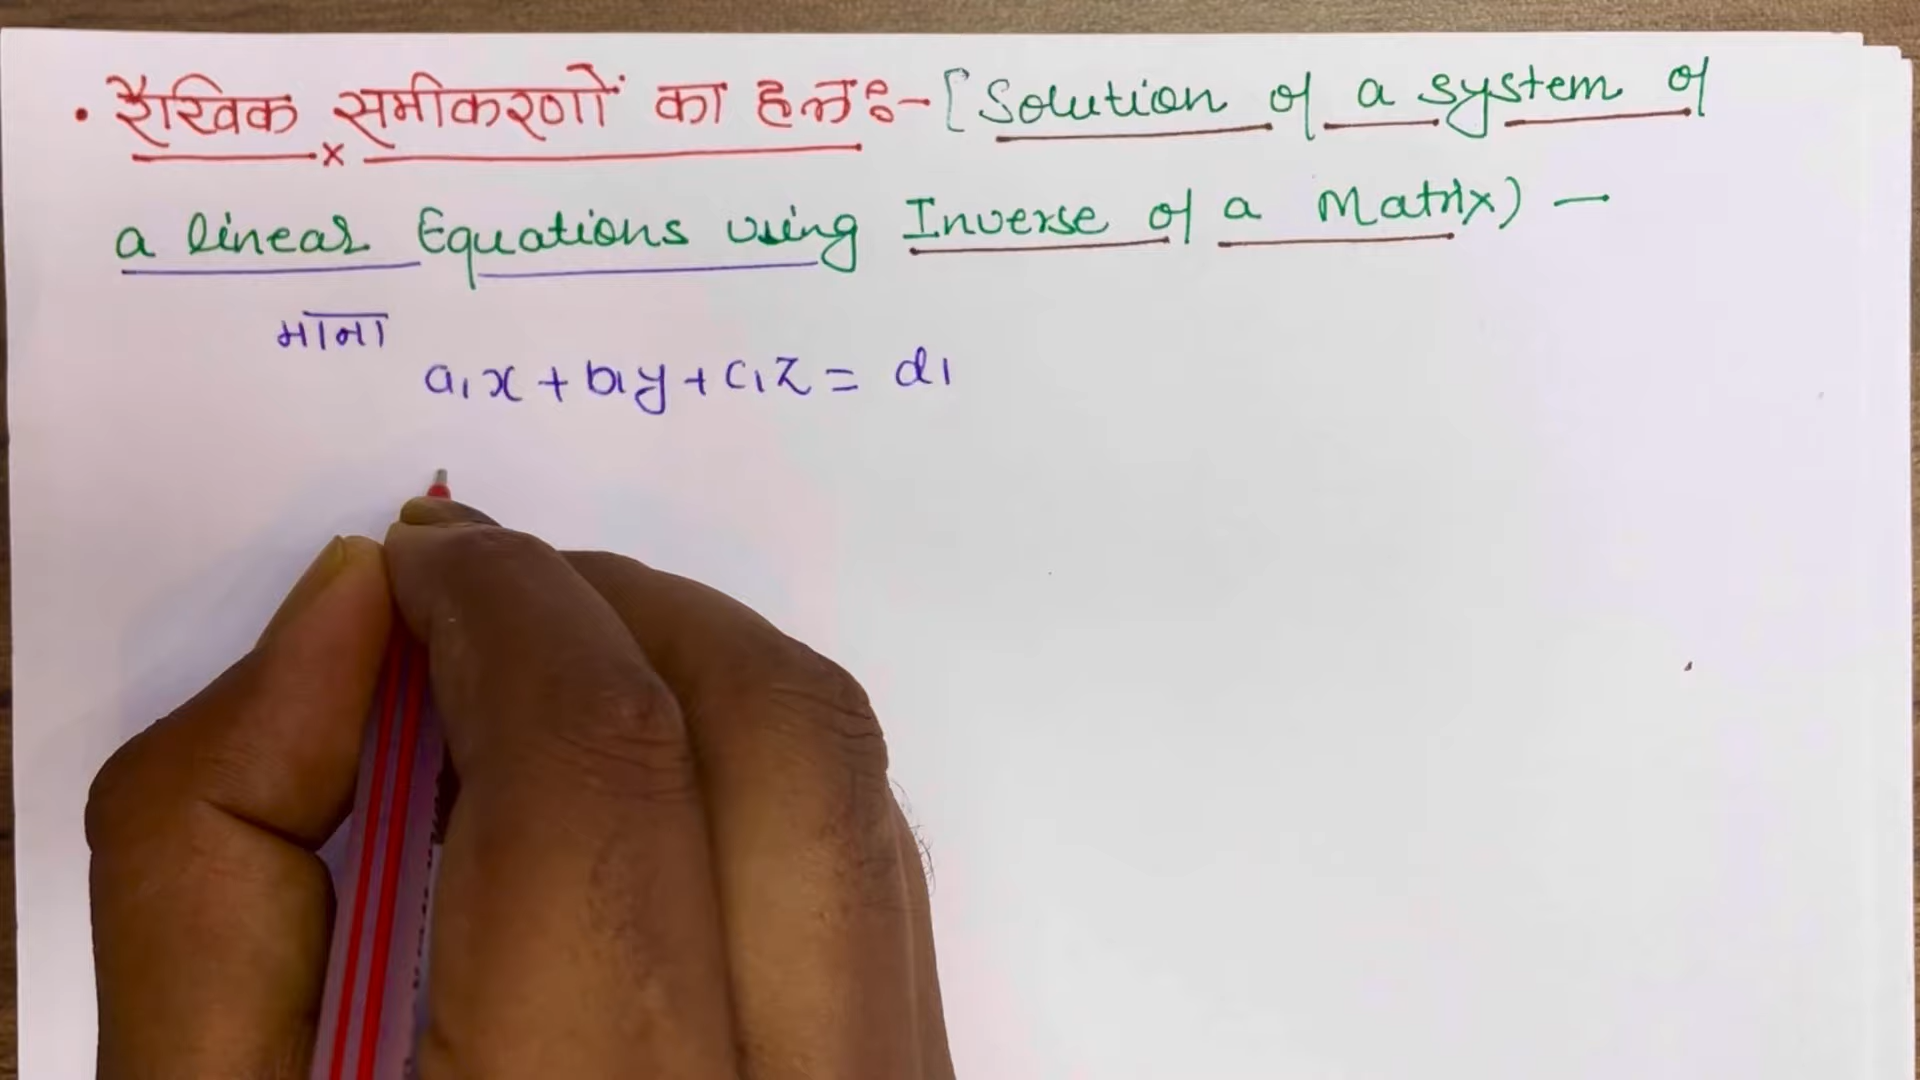 • रैखिक समीकरणों का हलः- [Solution of a system of
a linear Equations using Inverse of a Matrix) -
माना
a₁x + b₁y + c₁z = d₁